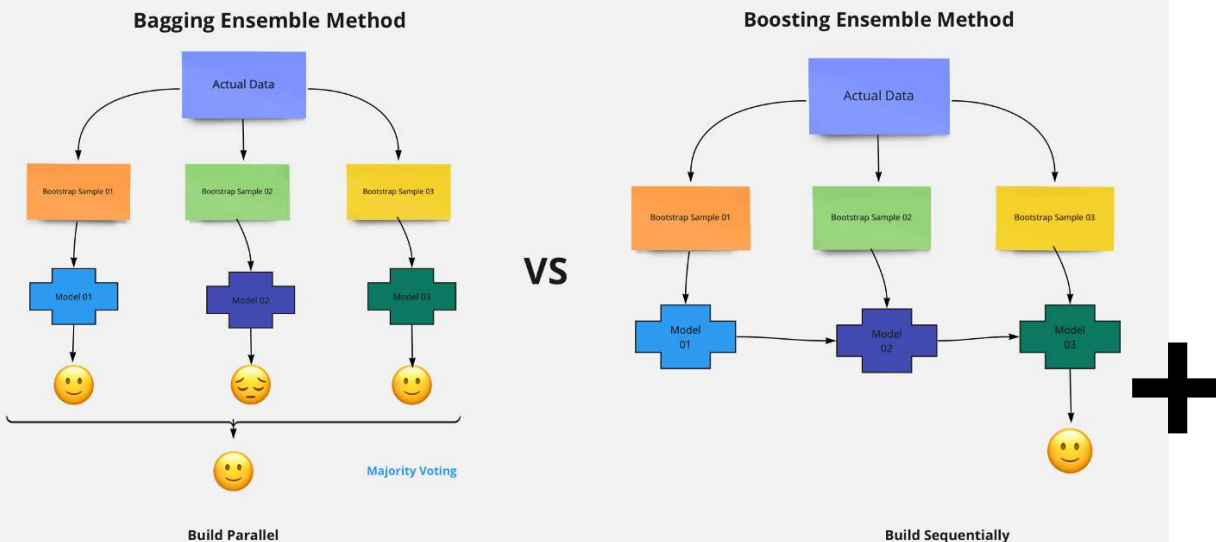 Bagging Ensemble Method
Actual Data
Bootstrap Sample 01
Bootstrap Sample 02
Bootstrap Sample 03
Model 01
Model 02
Model 03
Majority Voting
Build Parallel
VS
Boosting Ensemble Method
Actual Data
Bootstrap Sample 01
Bootstrap Sample 02
Bootstrap Sample 03
Model
01
Model
02
Model
03
Build Sequentially